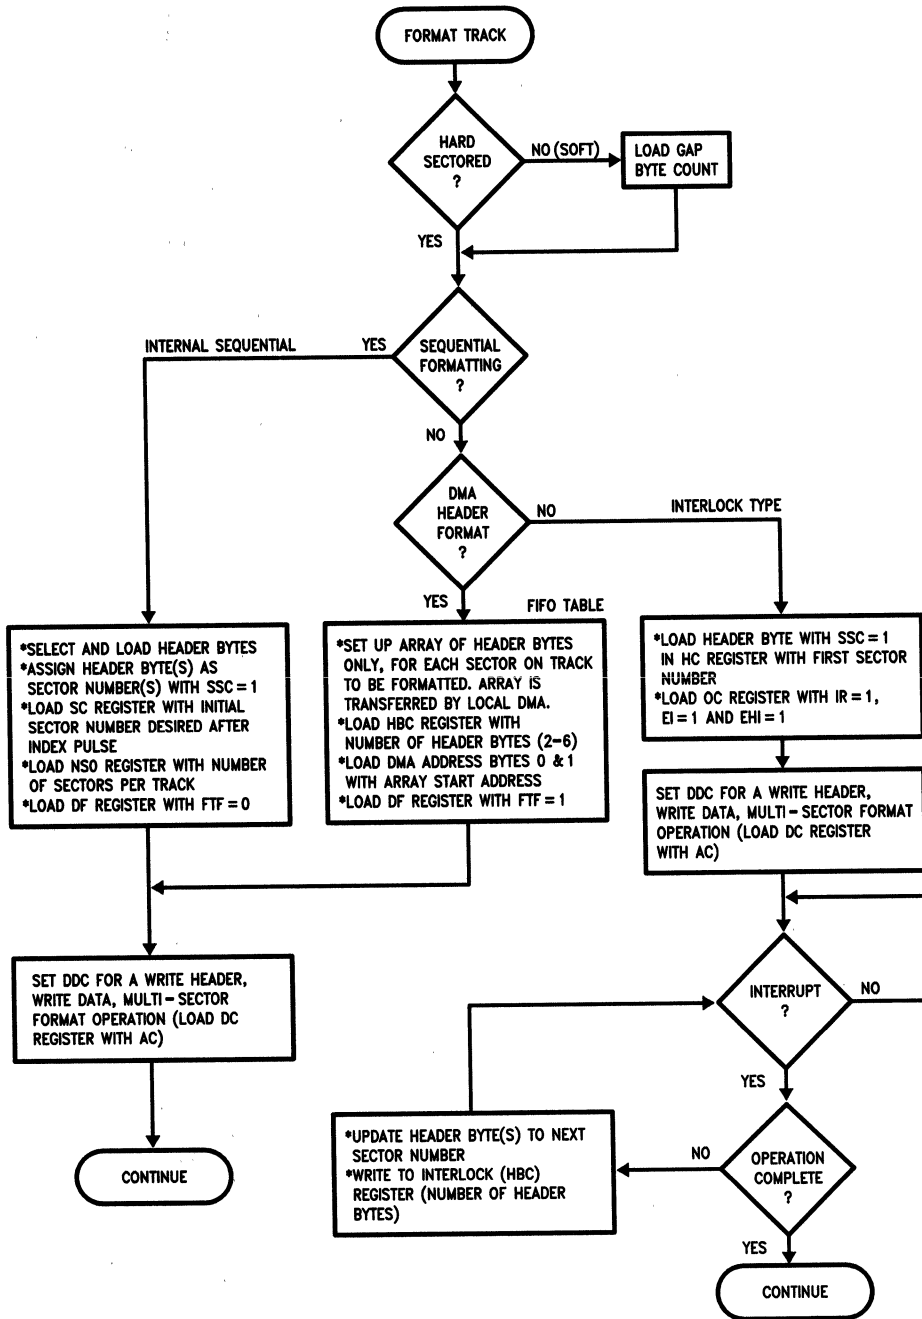 FORMAT TRACK
HARD
SECTORED
?
NO (SOFT)
LOAD GAP
BYTE COUNT
YES
INTERNAL SEQUENTIAL
YES
SEQUENTIAL
FORMATTING
?
NO
DMA
HEADER
FORMAT
?
NO
INTERLOCK TYPE
YES
FIFO TABLE
*SELECT AND LOAD HEADER BYTES
*ASSIGN HEADER BYTE(S) AS
SECTOR NUMBER(S) WITH SSC=1
*LOAD SC REGISTER WITH INITIAL
SECTOR NUMBER DESIRED AFTER
INDEX PULSE
*LOAD NSO REGISTER WITH NUMBER
OF SECTORS PER TRACK
*LOAD DF REGISTER WITH FTF=0
*SET UP ARRAY OF HEADER BYTES
ONLY, FOR EACH SECTOR ON TRACK
TO BE FORMATTED. ARRAY IS
TRANSFERRED BY LOCAL DMA.
*LOAD HBC REGISTER WITH
NUMBER OF HEADER BYTES (2-6)
*LOAD DMA ADDRESS BYTES 0 & 1
WITH ARRAY START ADDRESS
*LOAD DF REGISTER WITH FTF=1
*LOAD HEADER BYTE WITH SSC=1
IN HC REGISTER WITH FIRST SECTOR
NUMBER
*LOAD OC REGISTER WITH IR=1,
EI=1 AND EHI=1
SET DDC FOR A WRITE HEADER,
WRITE DATA, MULTI-SECTOR FORMAT
OPERATION (LOAD DC REGISTER
WITH AC)
SET DDC FOR A WRITE HEADER,
WRITE DATA, MULTI-SECTOR
FORMAT OPERATION (LOAD DC
REGISTER WITH AC)
INTERRUPT
?
NO
YES
*UPDATE HEADER BYTE(S) TO NEXT
SECTOR NUMBER
*WRITE TO INTERLOCK (HBC)
REGISTER (NUMBER OF HEADER
BYTES)
NO
OPERATION
COMPLETE
?
CONTINUE
YES
CONTINUE